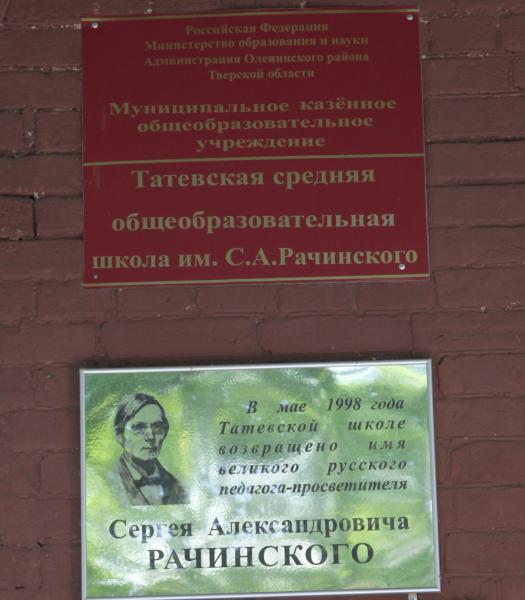 Российская Федерация
Министерство образования и науки
Администрация Оленинского района
Тверской области
Муниципальное казённое
общеобразовательное
учреждение
Татевская средняя
общеобразовательная
школа им. С.А.Рачинского
В мае 1998 года
Татевской школе
возвращено имя
великого русского
педагога-просветителя
Сергея Александровича
РАЧИНСКОГО